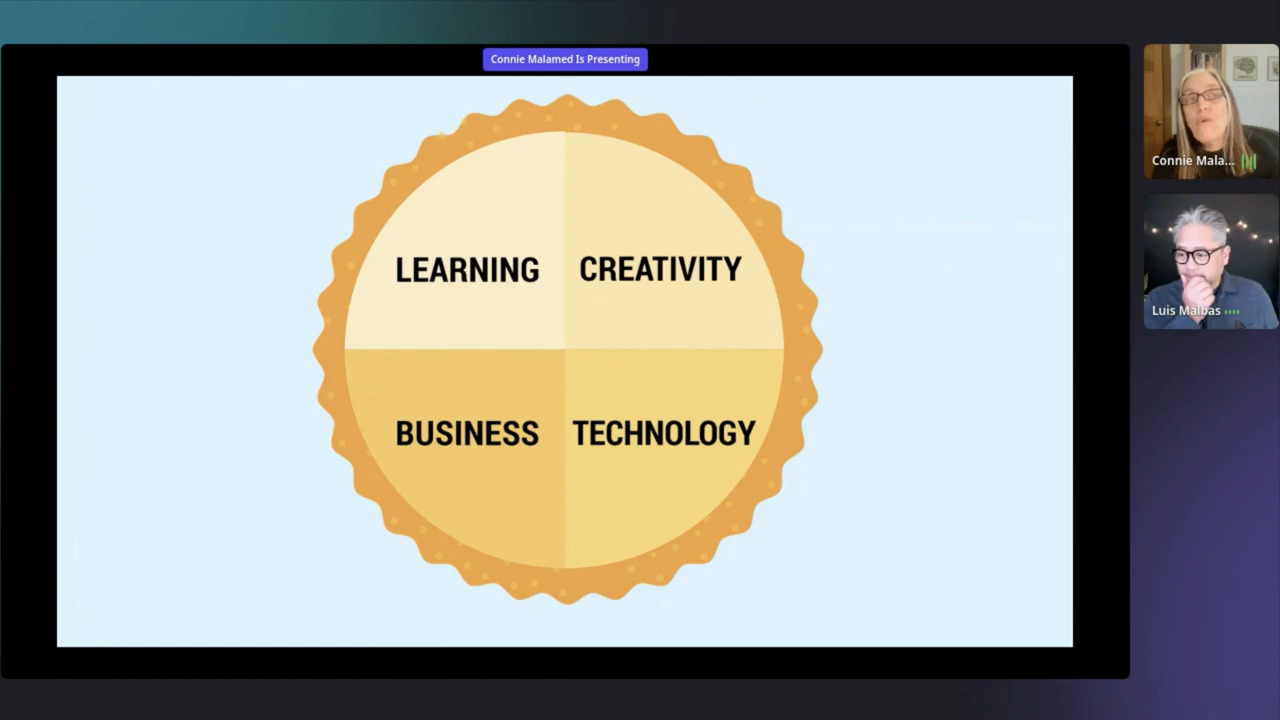 Connie Malamed Is Presenting
LEARNING
CREATIVITY
BUSINESS
TECHNOLOGY
Connie Mala...
Luis Malbas